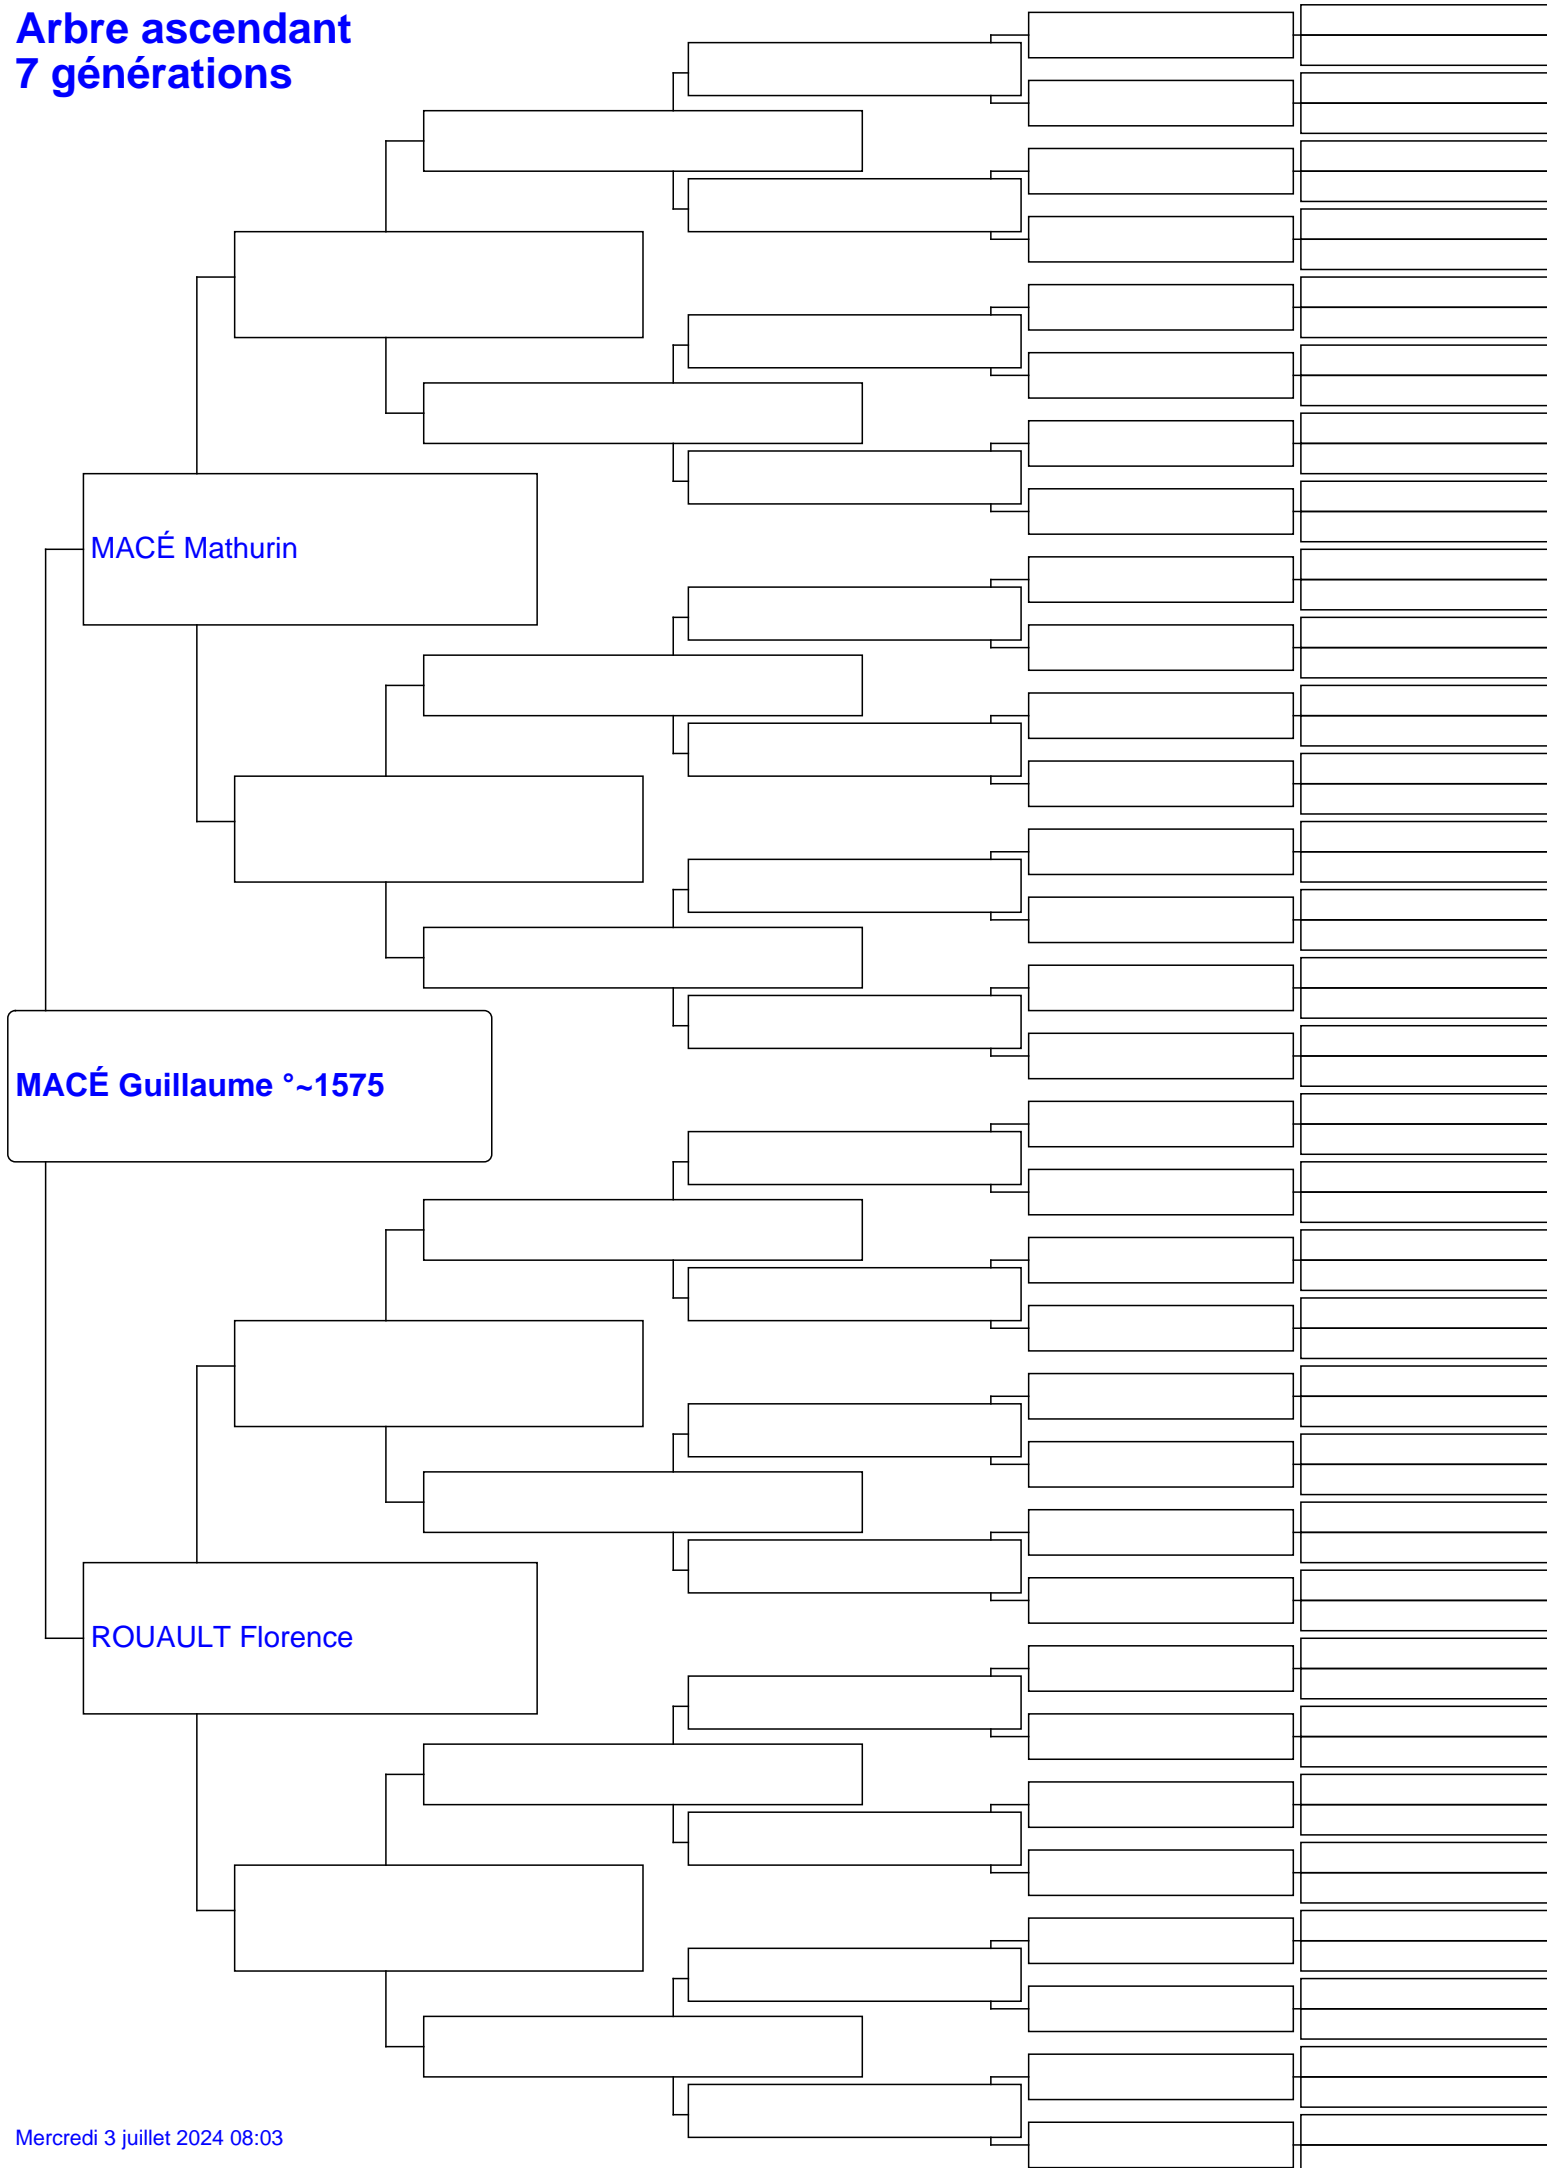 Arbre ascendant
7 générations
MACÉ Mathurin
MACÉ Guillaume °~1575
ROUAULT Florence
Mercredi 3 juillet 2024 08:03